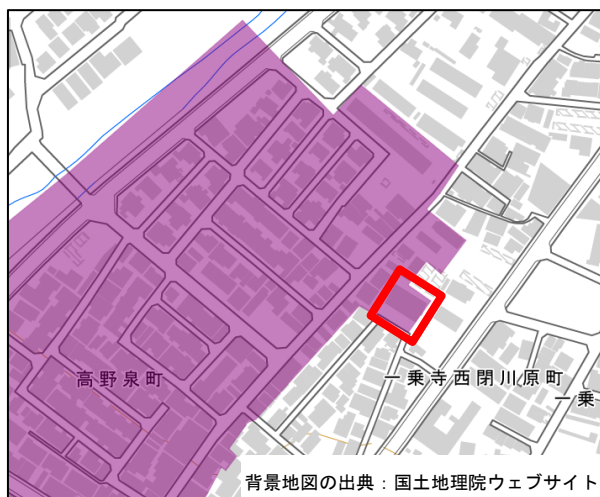 高野泉町
一乗寺西閉川原町
一乗
背景地図の出典：国土地理院ウェブサイト